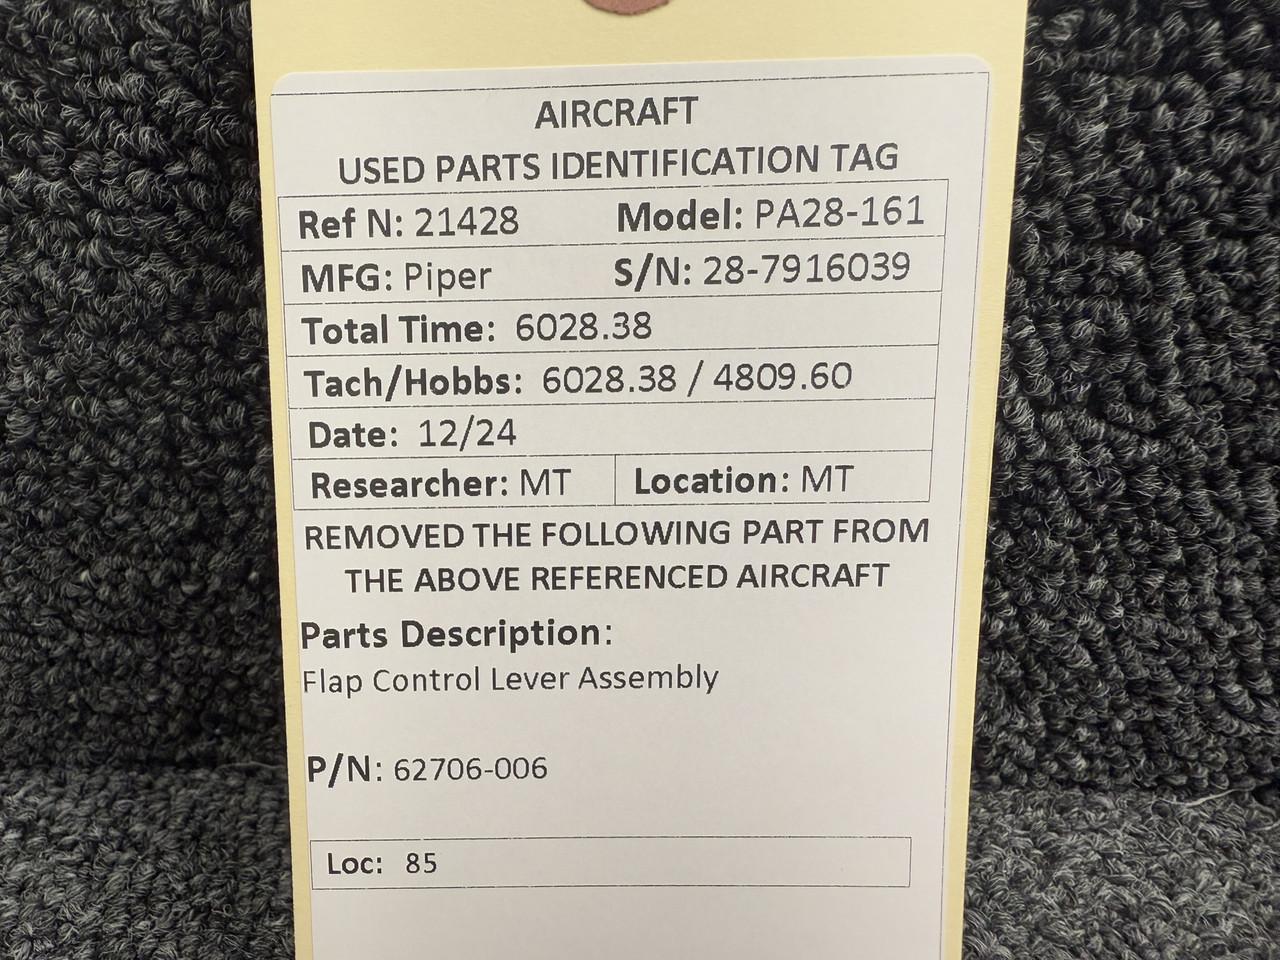 AIRCRAFT
USED PARTS IDENTIFICATION TAG
Ref N: 21428 Model: PA28-161
MFG: Piper S/N: 28-7916039
Total Time: 6028.38
Tach/Hobbs: 6028.38 / 4809.60
Date: 12/24
Researcher: MT Location: MT
REMOVED THE FOLLOWING PART FROM
THE ABOVE REFERENCED AIRCRAFT
Parts Description:
Flap Control Lever Assembly
P/N: 62706-006
Loc: 85